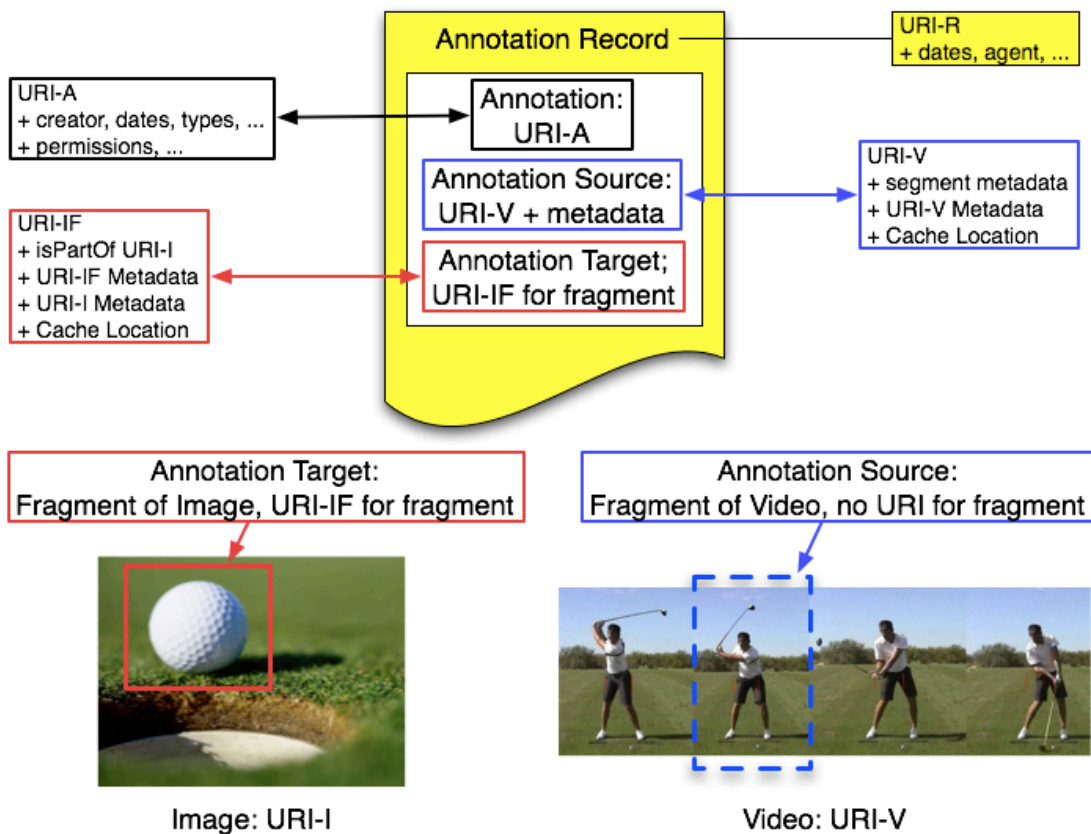 Annotation Record
URI-R
+ dates, agent, ...
URI-A
+ creator, dates, types, ...
+ permissions, ...
Annotation:
URI-A
Annotation Source:
URI-V + metadata
URI-V
+ segment metadata
+ URI-V Metadata
+ Cache Location
URI-IF
+ isPartOf URI-I
+ URI-IF Metadata
+ URI-I Metadata
+ Cache Location
Annotation Target;
URI-IF for fragment
Annotation Target:
Fragment of Image, URI-IF for fragment
Annotation Source:
Fragment of Video, no URI for fragment
Image: URI-I
Video: URI-V